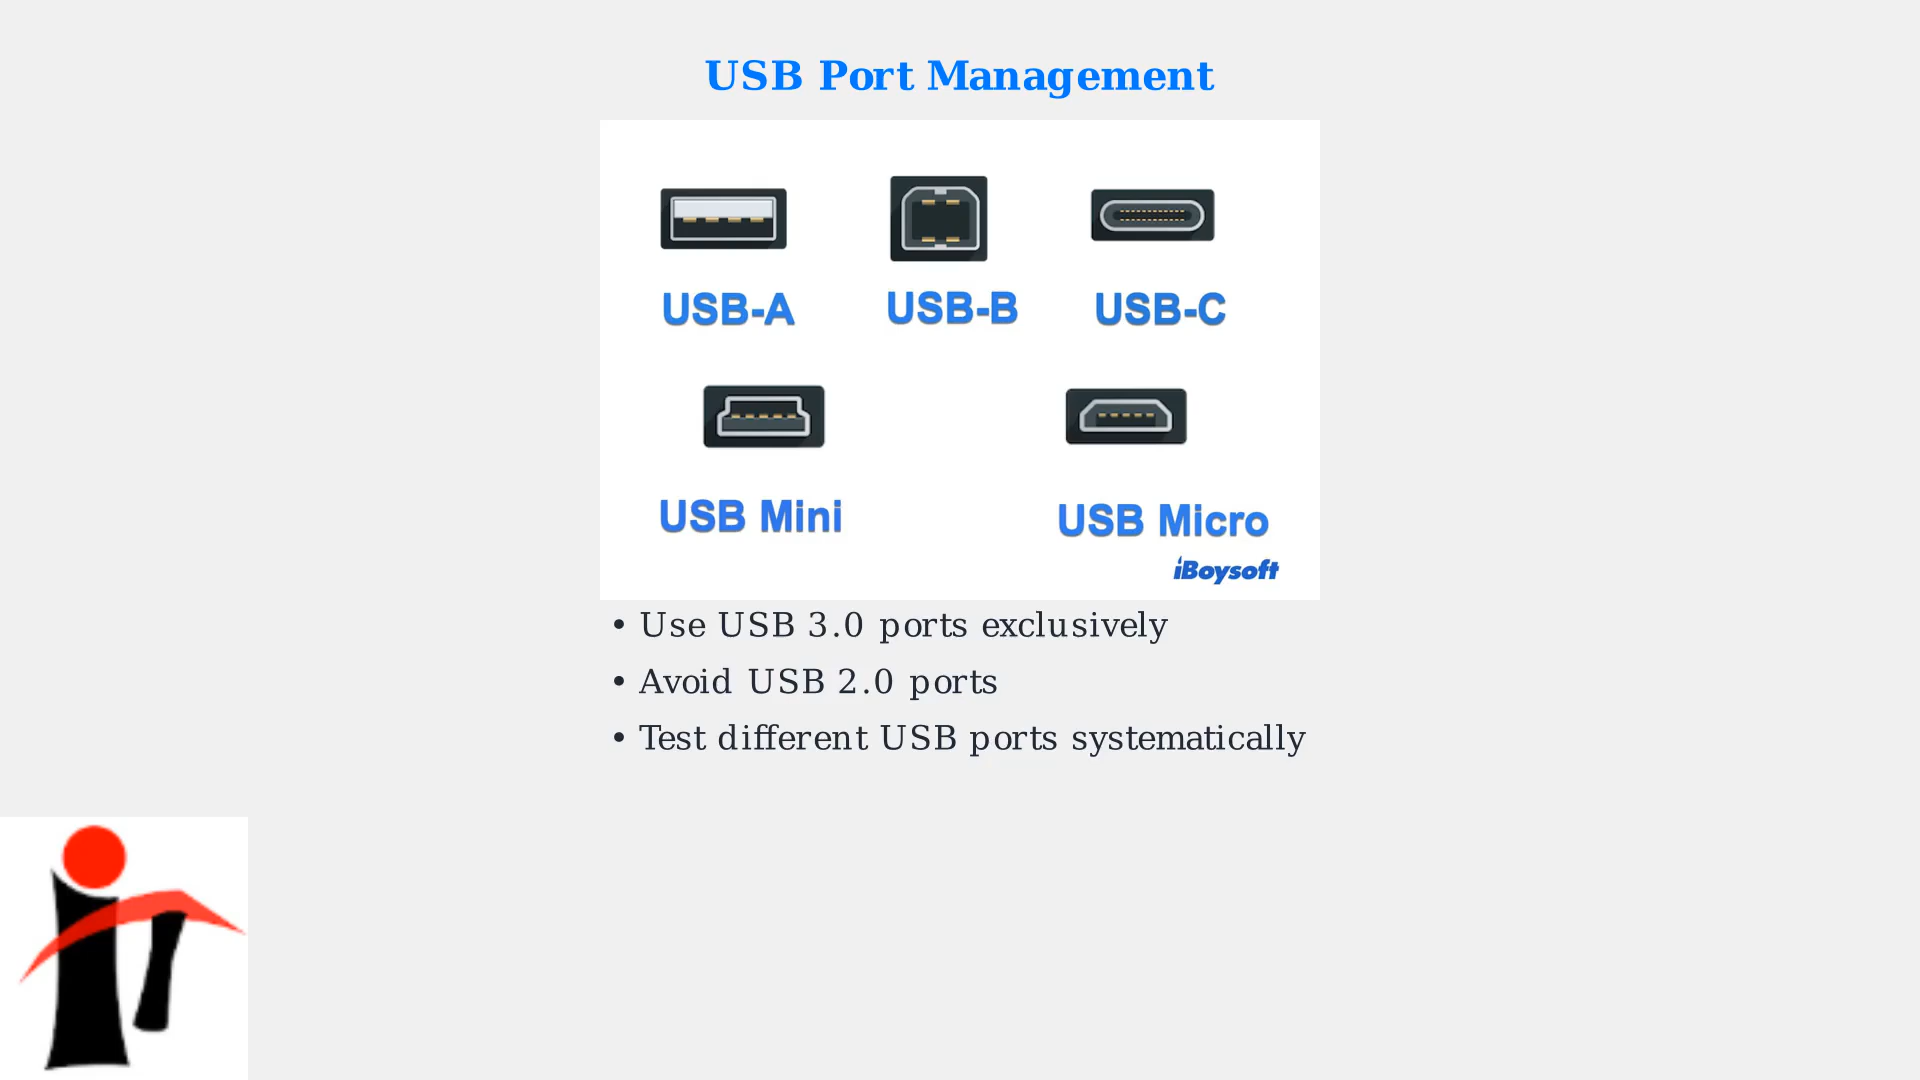 USB Port Management
USB-A USB-B USB-C
USB Mini USB Micro
iBoysoft
• Use USB 3.0 ports exclusively
• Avoid USB 2.0 ports
• Test different USB ports systematically